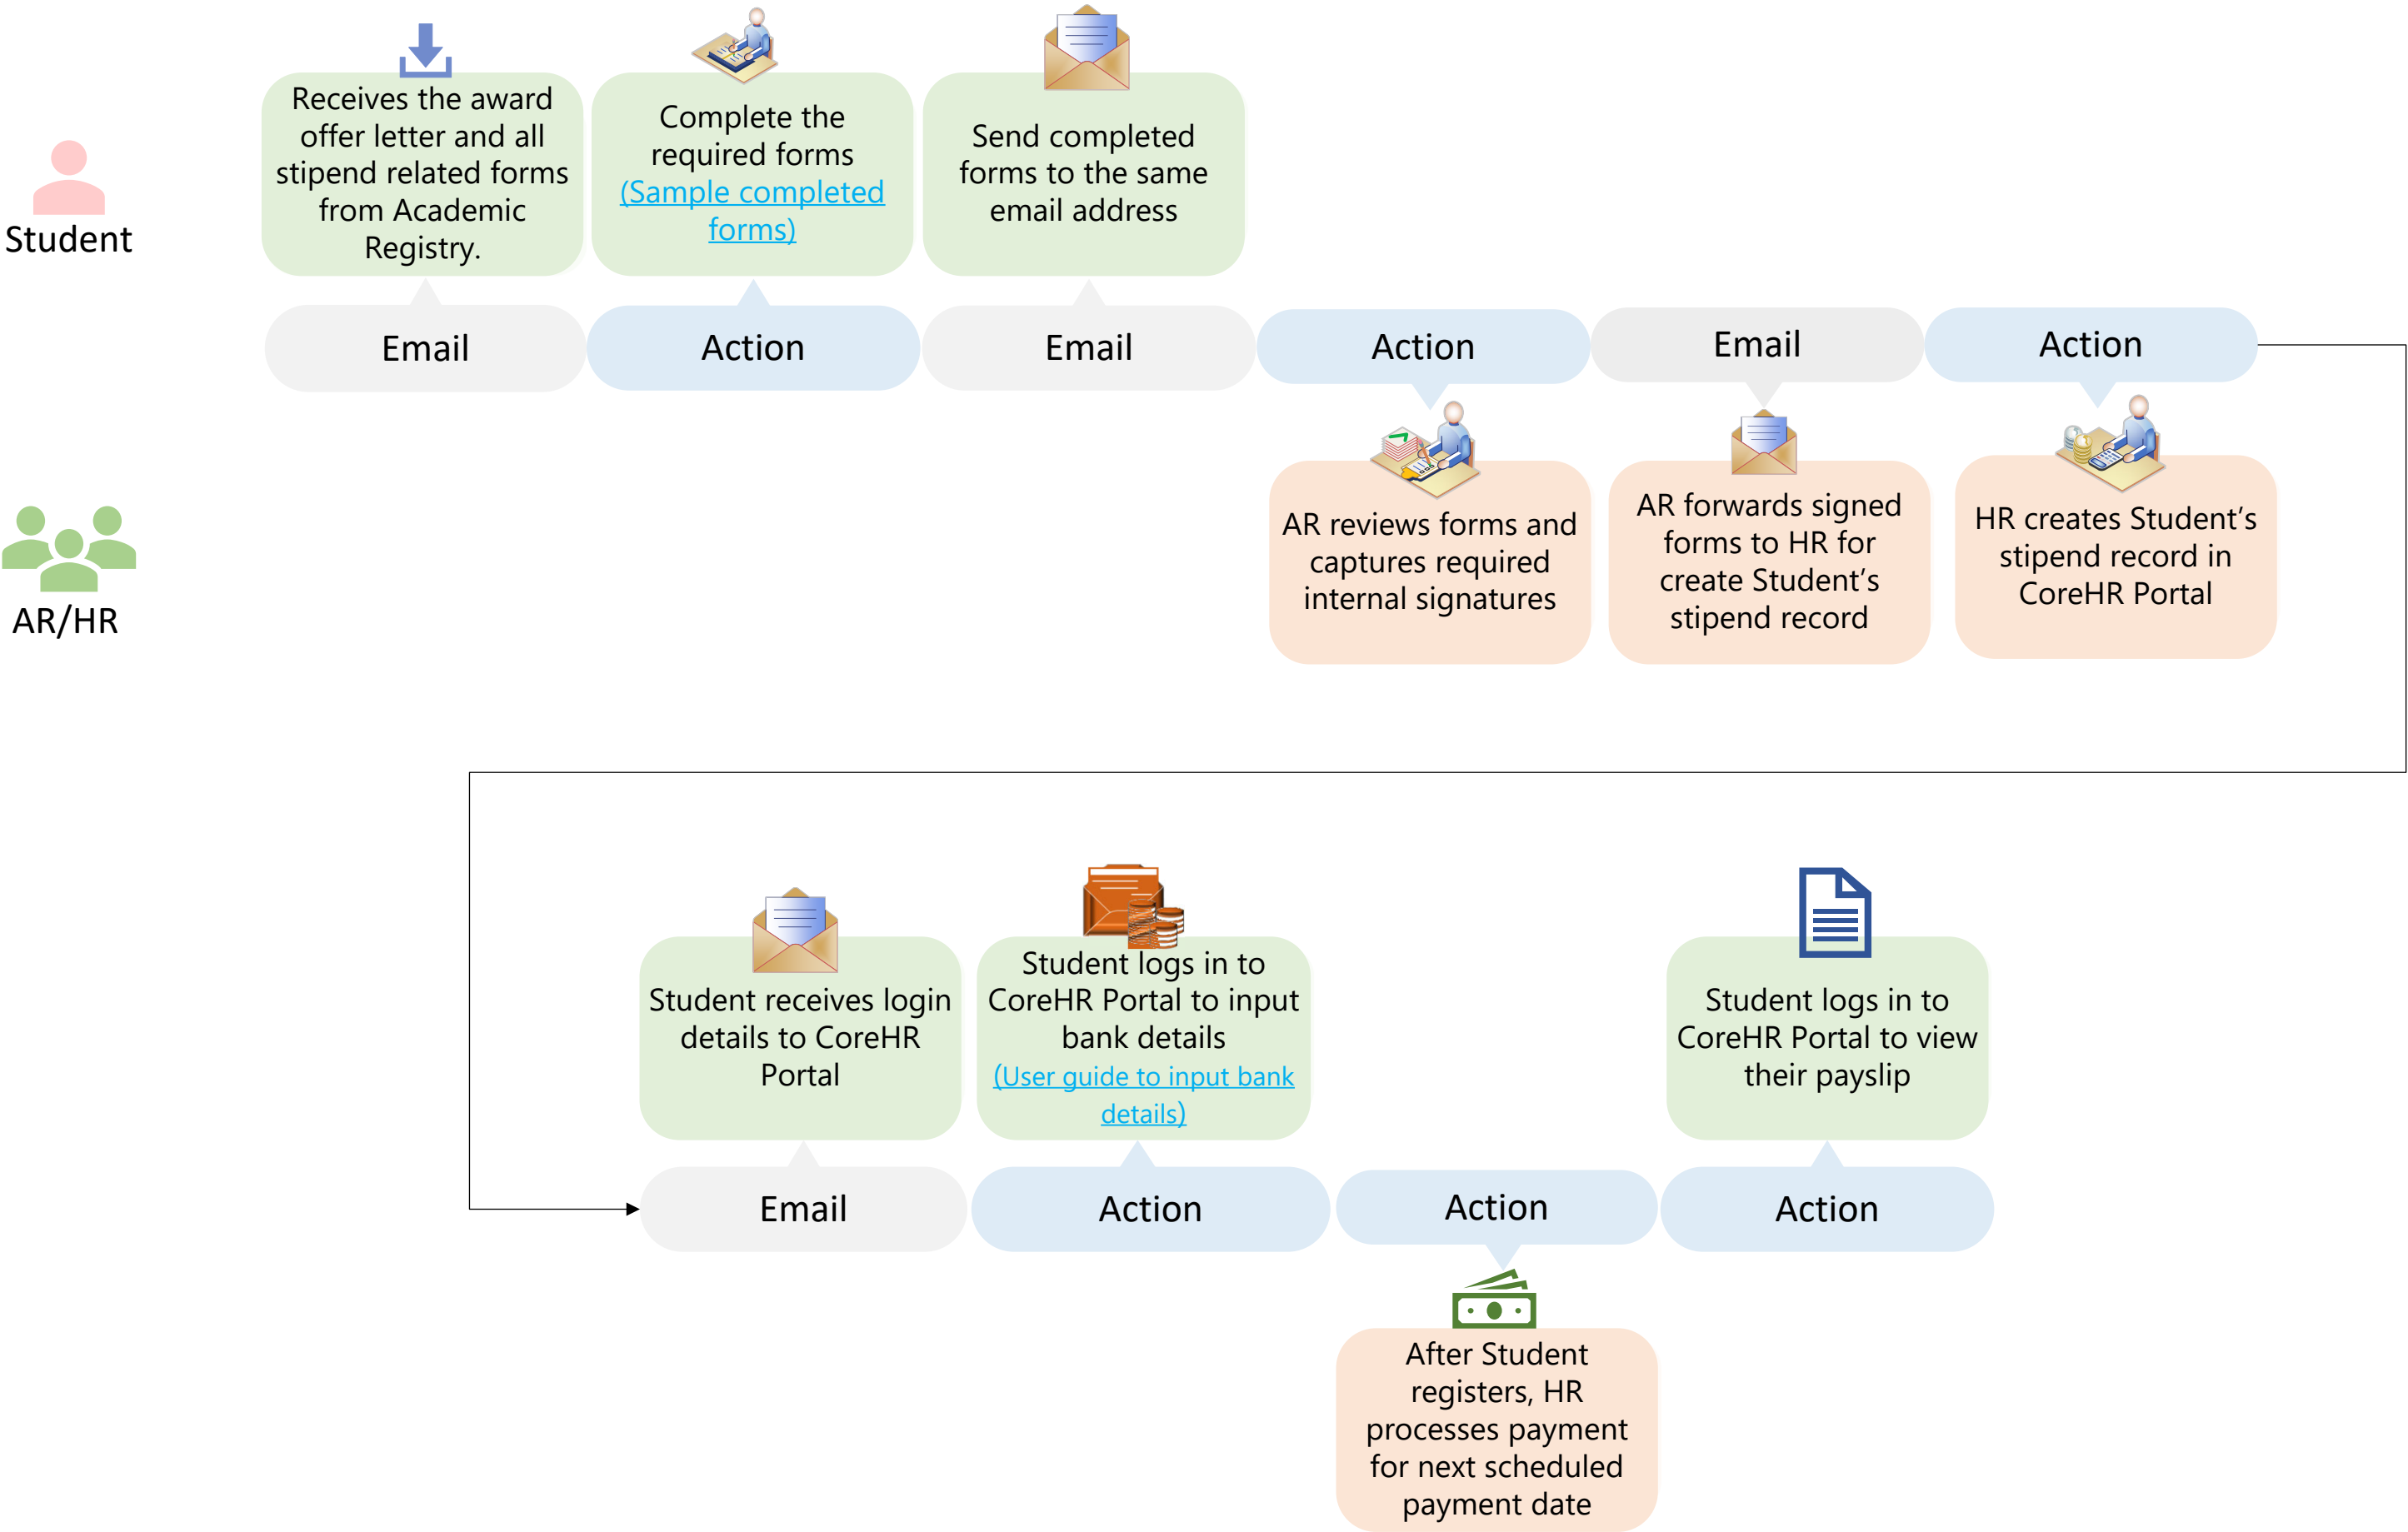 Receives the award
offer letter and all
stipend related forms
from Academic
Registry.
Complete the
required forms
(Sample completed
forms)
Send completed
forms to the same
email address
Student
Email
Action
Email
Action
Email
Action
AR reviews forms and
captures required
internal signatures
AR forwards signed
forms to HR for
create Student’s
stipend record
HR creates Student’s
stipend record in
CoreHR Portal
AR/HR
Student receives login
details to CoreHR
Portal
Student logs in to
CoreHR Portal to input
bank details
(User guide to input bank
details)
Student logs in to
CoreHR Portal to view
their payslip
Email
Action
Action
Action
After Student
registers, HR
processes payment
for next scheduled
payment date